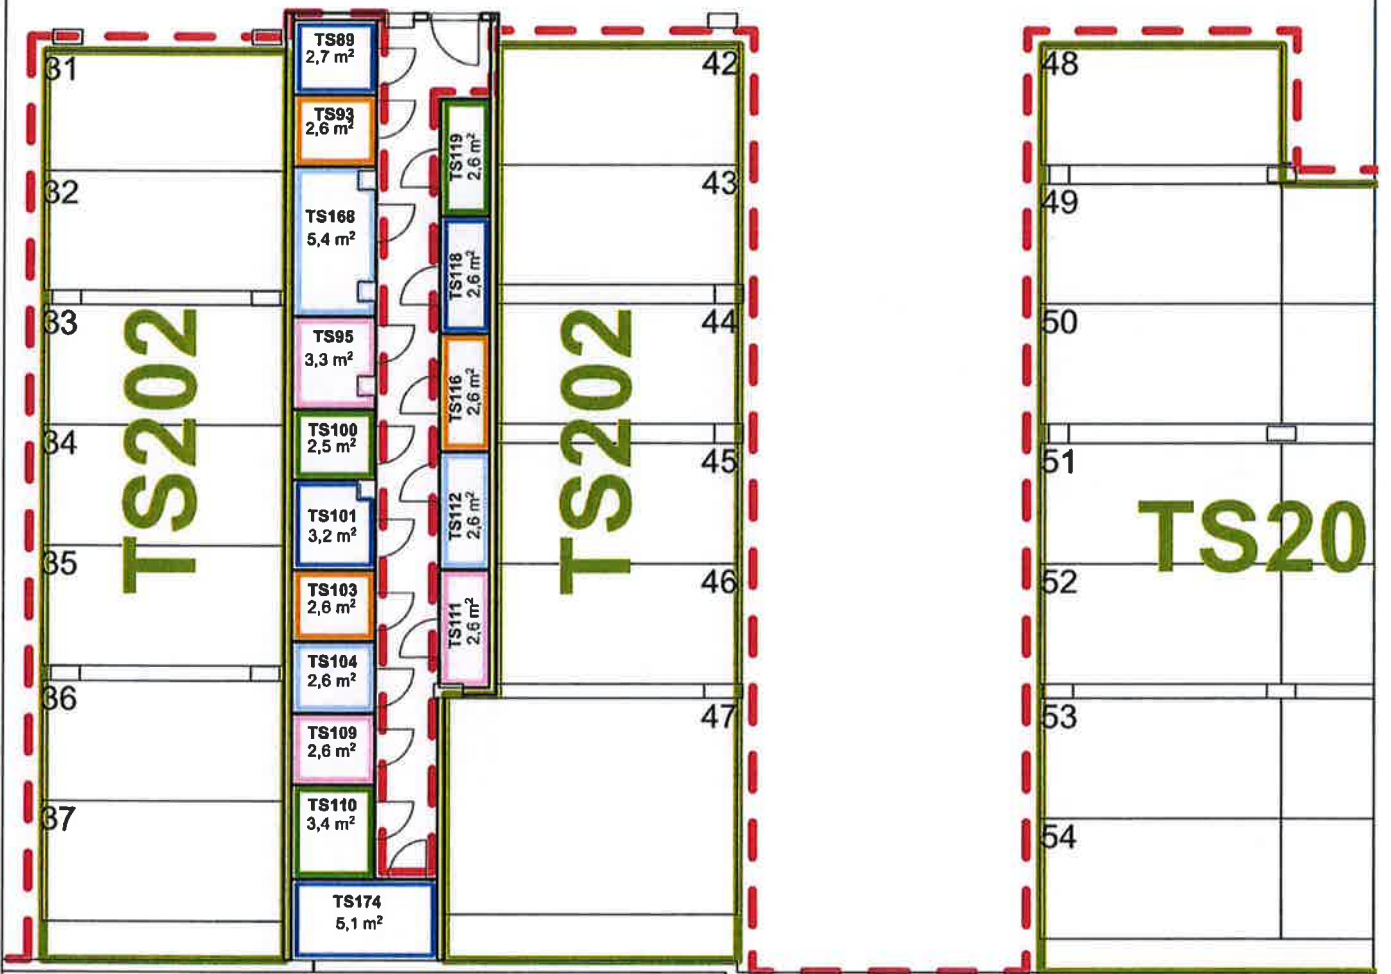 31
32
33
34
35
36
37
TS202
TS89
2,7 m²
TS93
2,6 m²
TS168
5,4 m²
TS95
3,3 m²
TS100
2,5 m²
TS101
3,2 m²
TS103
2,6 m²
TS104
2,6 m²
TS109
2,6 m²
TS110
3,4 m²
TS174
5,1 m²
TS119
2,6 m²
TS118
2,6 m²
TS116
2,6 m²
TS112
2,6 m²
TS111
2,6 m²
42
43
44
45
46
47
TS202
48
49
50
51
52
53
54
TS20